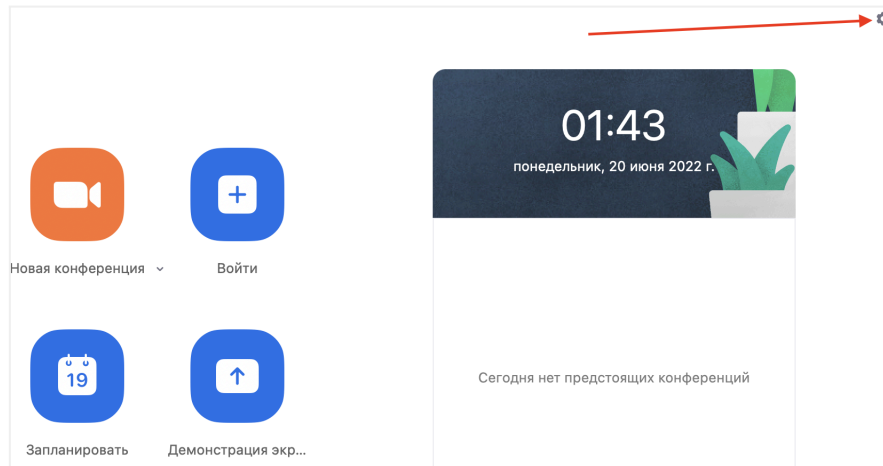 01:43
понедельник, 20 июня 2022 г.
Новая конференция
Войти
19
Запланировать
Демонстрация экр...
Сегодня нет предстоящих конференций